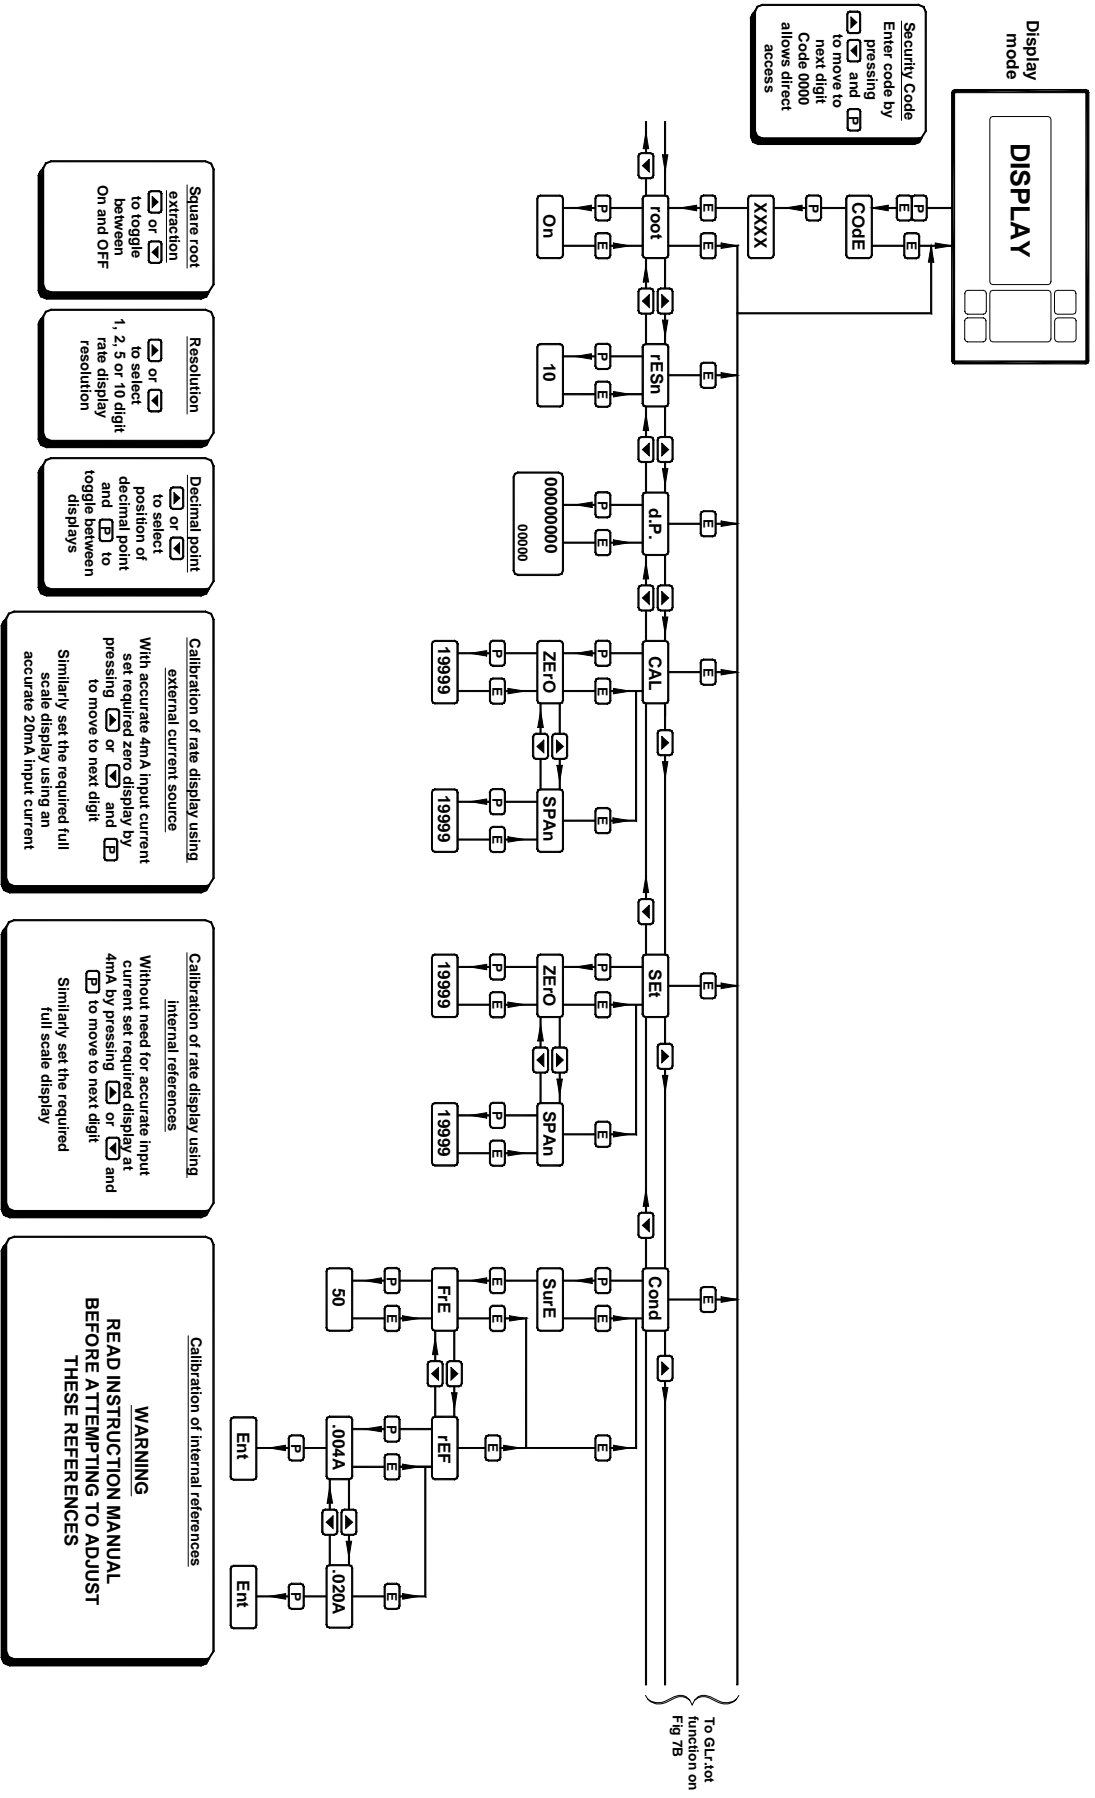 Display
mode
DISPLAY
Security Code
Enter code by
pressing
▲ ▼ and P
to move to
next digit
Code 0000
allows direct
access
P
E
E
COdE
P
XXXX
E
E
E
E
E
E
E
root
rESn
d.P.
CAL
SEt
Cond
P
E
P
E
P
E
P
E
P
E
P
E
On
10
00000000
00000
ZErO
SPAn
E
ZErO
SPAn
E
SurE
E
P
E
P
E
P
E
P
E
E
E
19999
19999
19999
19999
FrE
rEF
E
P
E
P
E
E
50
.004A
.020A
P
P
Ent
Ent
To GLr.tot
function on
Fig 7B
Square root
extraction
▲ or ▼
to toggle
between
On and OFF
Resolution
▲ or ▼
to select
1, 2, 5 or 10 digit
rate display
resolution
Decimal point
▲ or ▼
to select
position of
decimal point
and P to
toggle between
displays
Calibration of rate display using
external current source
With accurate 4mA input current
set required zero display by
pressing ▲ or ▼ and P
to move to next digit
Similarly set the required full
scale display using an
accurate 20mA input current
Calibration of rate display using
internal references
Without need for accurate input
current set required display at
4mA by pressing ▲ or ▼ and
P to move to next digit
Similarly set the required
full scale display
Calibration of internal references
WARNING
READ INSTRUCTION MANUAL
BEFORE ATTEMPTING TO ADJUST
THESE REFERENCES